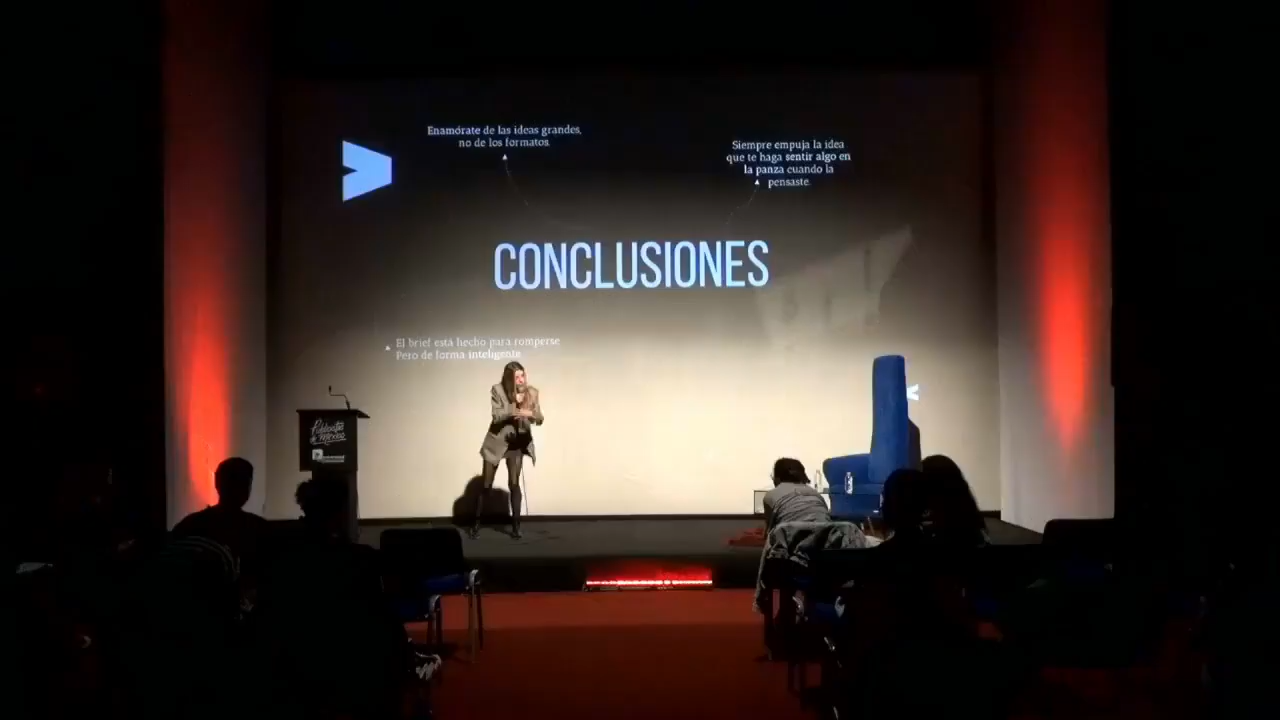 Enamórate de las ideas grandes,
no de los formatos.
Siempre empuja la idea
que te haga sentir algo en
la panza cuando la
pensaste.
CONCLUSIONES
El brief está hecho para romperse.
Pero de forma inteligente.